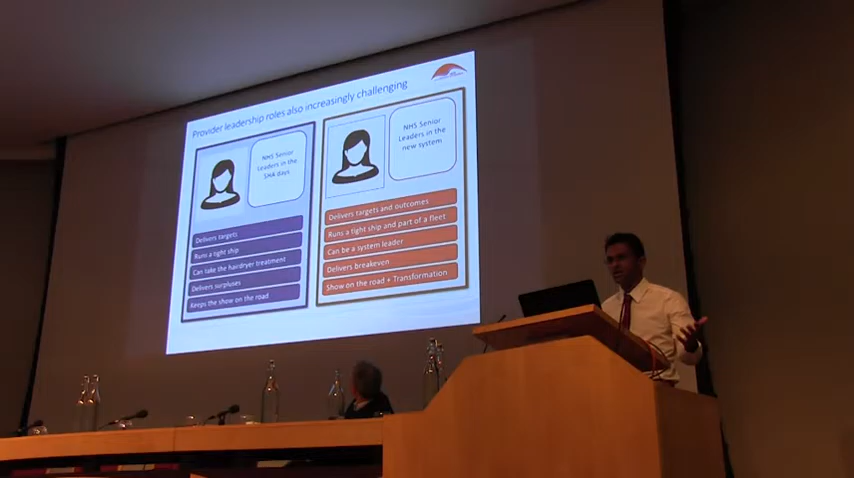 Provider leadership roles also increasingly challenging
NHS Senior
Leaders in the
SHA days
Delivers targets
Runs a tight ship
Can take the hairdryer treatment
Delivers surpluses
Keeps the show on the road
NHS Senior
Leaders in the
new system
Delivers targets and outcomes
Runs a tight ship and part of a fleet
Can be a system leader
Delivers breakeven
Show on the road + Transformation